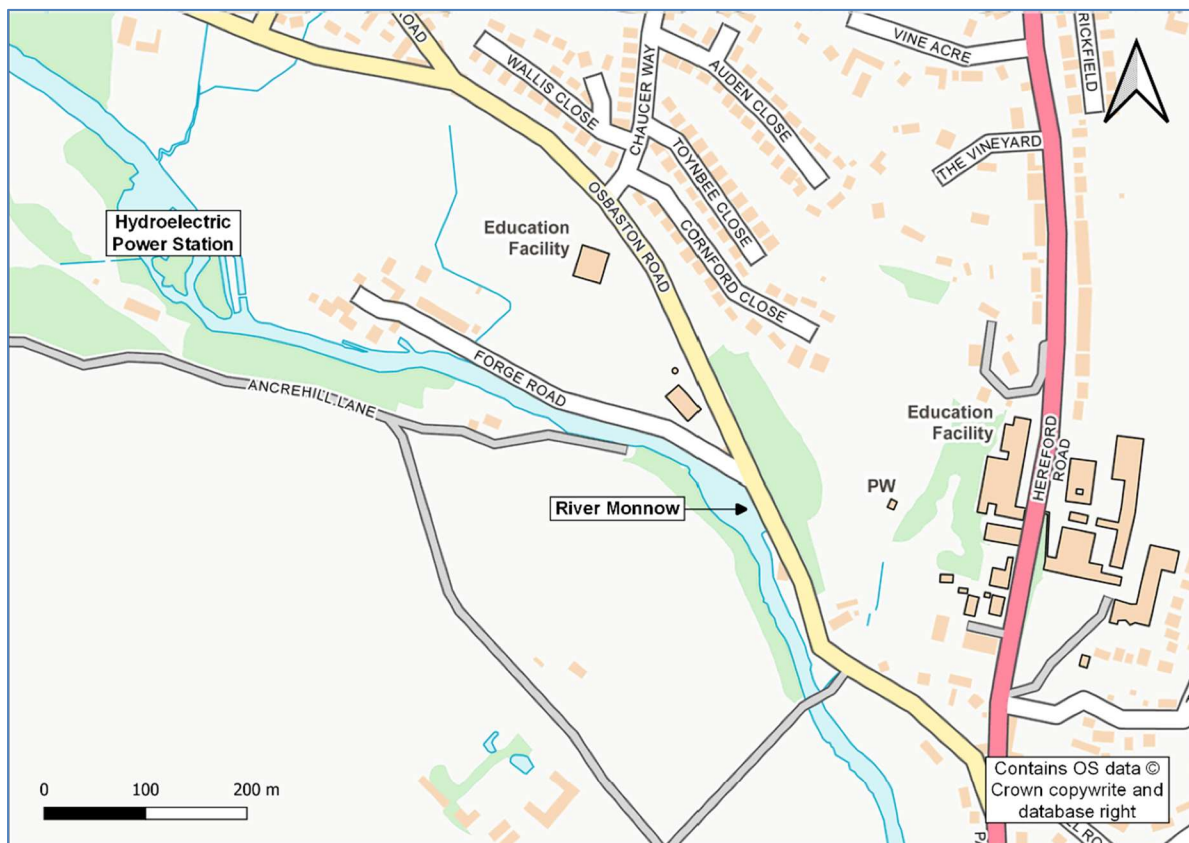 ROAD
VINE ACRE
RICKFIELD
WALLIS CLOSE
CHAUCER WAY
AUDEN CLOSE
THE VINEYARD
TOYNBEE CLOSE
Hydroelectric
Power Station
OSBASTON ROAD
Education
Facility
CORNFORD CLOSE
FORGE ROAD
ANCREHILL LANE
Education
Facility
HEREFORD
ROAD
PW
River Monnow
0 100 200 m
Contains OS data ©
Crown copywrite and
database right